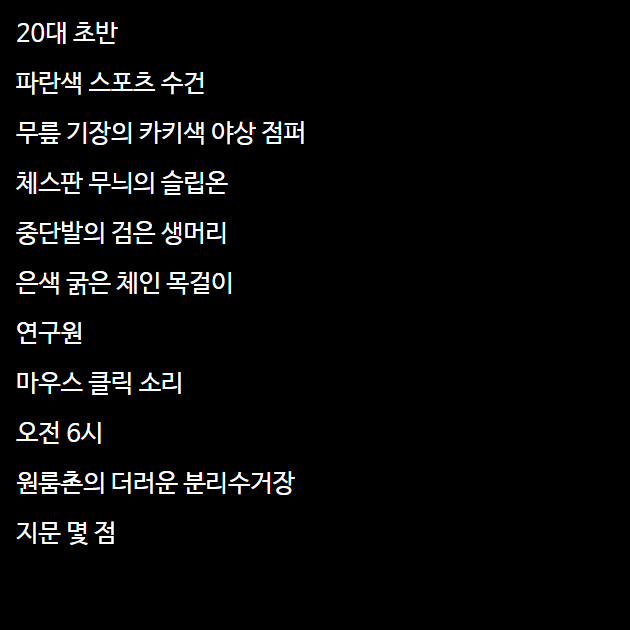 20대 초반
파란색 스포츠 수건
무릎 기장의 카키색 야상 점퍼
체스판 무늬의 슬립온
중단발의 검은 생머리
은색 굵은 체인 목걸이
연구원
마우스 클릭 소리
오전 6시
원룸촌의 더러운 분리수거장
지문 몇 점